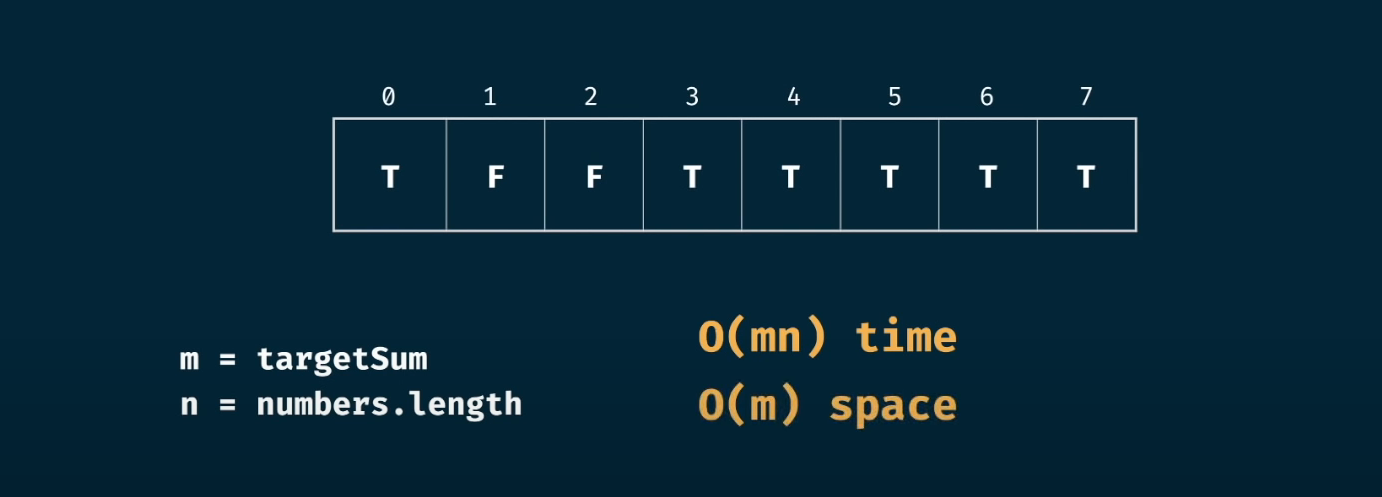 0 1 2 3 4 5 6 7
T F F T T T T T
m = targetSum
n = numbers.length
O(mn) time
O(m) space